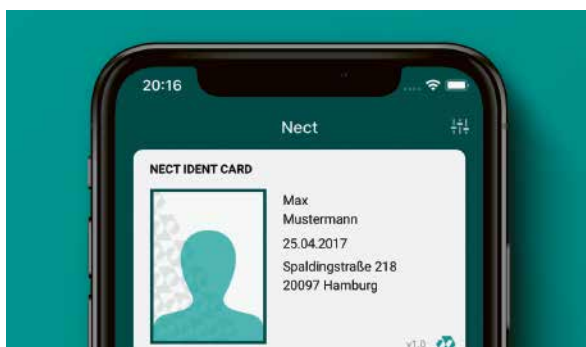 20:16
Nect
NECT IDENT CARD
Max
Mustermann
25.04.2017
Spaldingstraße 218
20097 Hamburg
v1.0